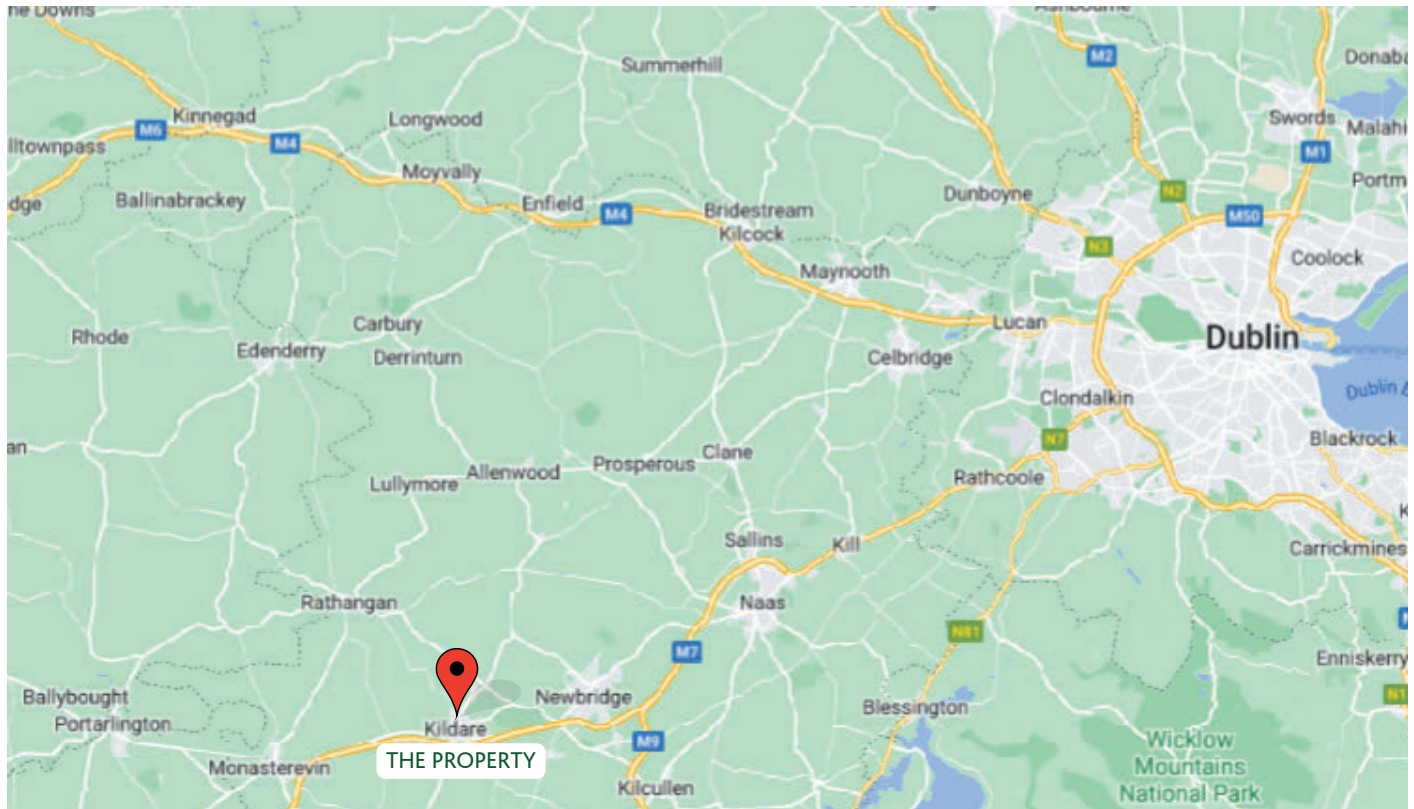 ne Downs
Ashbourne
Summerhill
M2
Donaba
Kinnegad
Longwood
Swords
M6
M4
Malahi
lltownpass
Moyvally
M1
Ballinabrackey
Enfield
M4
Dunboyne
N2
Portm
dge
Bridestream
Kilcock
M50
N3
Coolock
Maynooth
Rhode
Carbury
Lucan
Dublin
Edenderry
Derrinturn
Celbridge
Clondalkin
Dublin &
an
N7
Blackrock
Clane
Prosperous
Allenwood
Lullymore
Rathcoole
K
Sallins
Kill
Carrickmines
Rathangan
Naas
N81
M7
Enniskerry
Ballybought
Newbridge
N1
Portarlington
Kildare
Blessington
THE PROPERTY
M9
Wicklow
Mountains
National Park
Monasterevin
Kilcullen